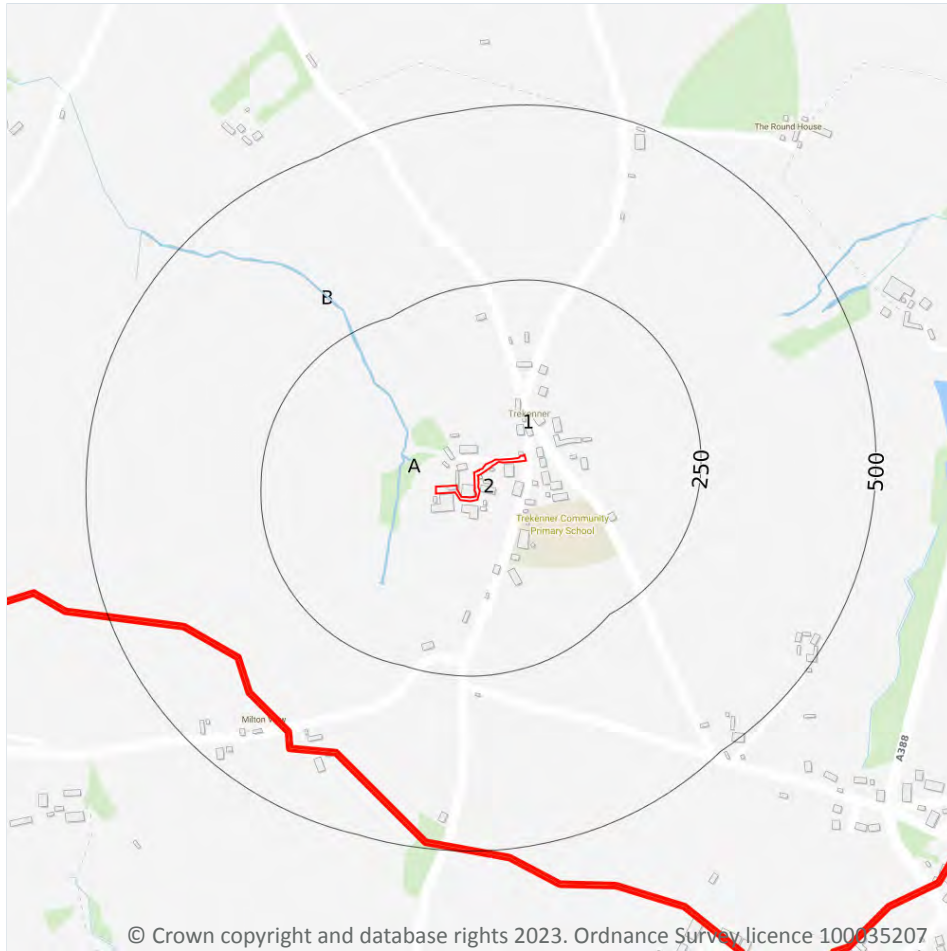 The Round House
B
Trekenner
1
A
2
250
500
Trekenner Community
Primary School
Milton View
A388
© Crown copyright and database rights 2023. Ordnance Survey licence 100035207